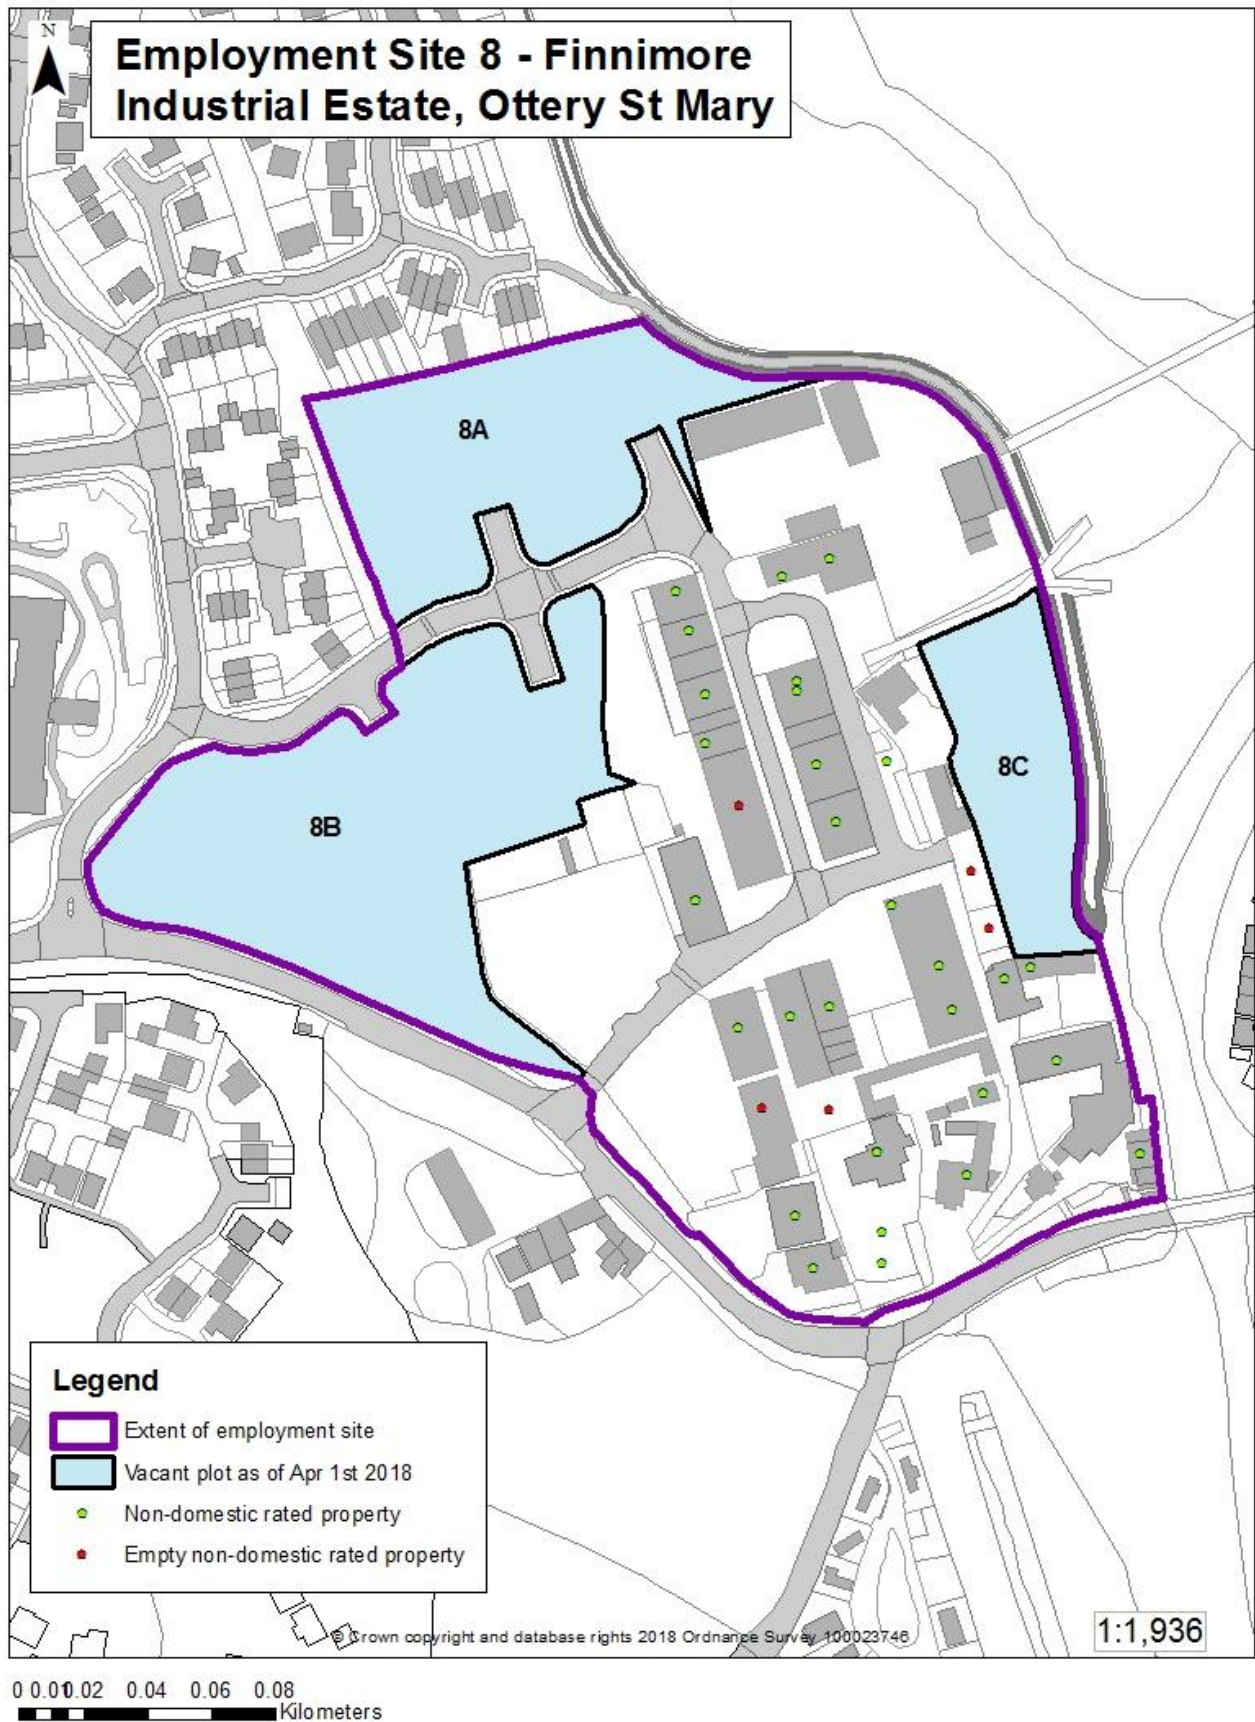 N
Employment Site 8 - Finnimore
Industrial Estate, Ottery St Mary
8A
8B
8C
Legend
Extent of employment site
Vacant plot as of Apr 1st 2018
Non-domestic rated property
Empty non-domestic rated property
© Crown copyright and database rights 2018 Ordnance Survey 100023746
1:1,936
0 0.01 0.02 0.04 0.06 0.08
Kilometers